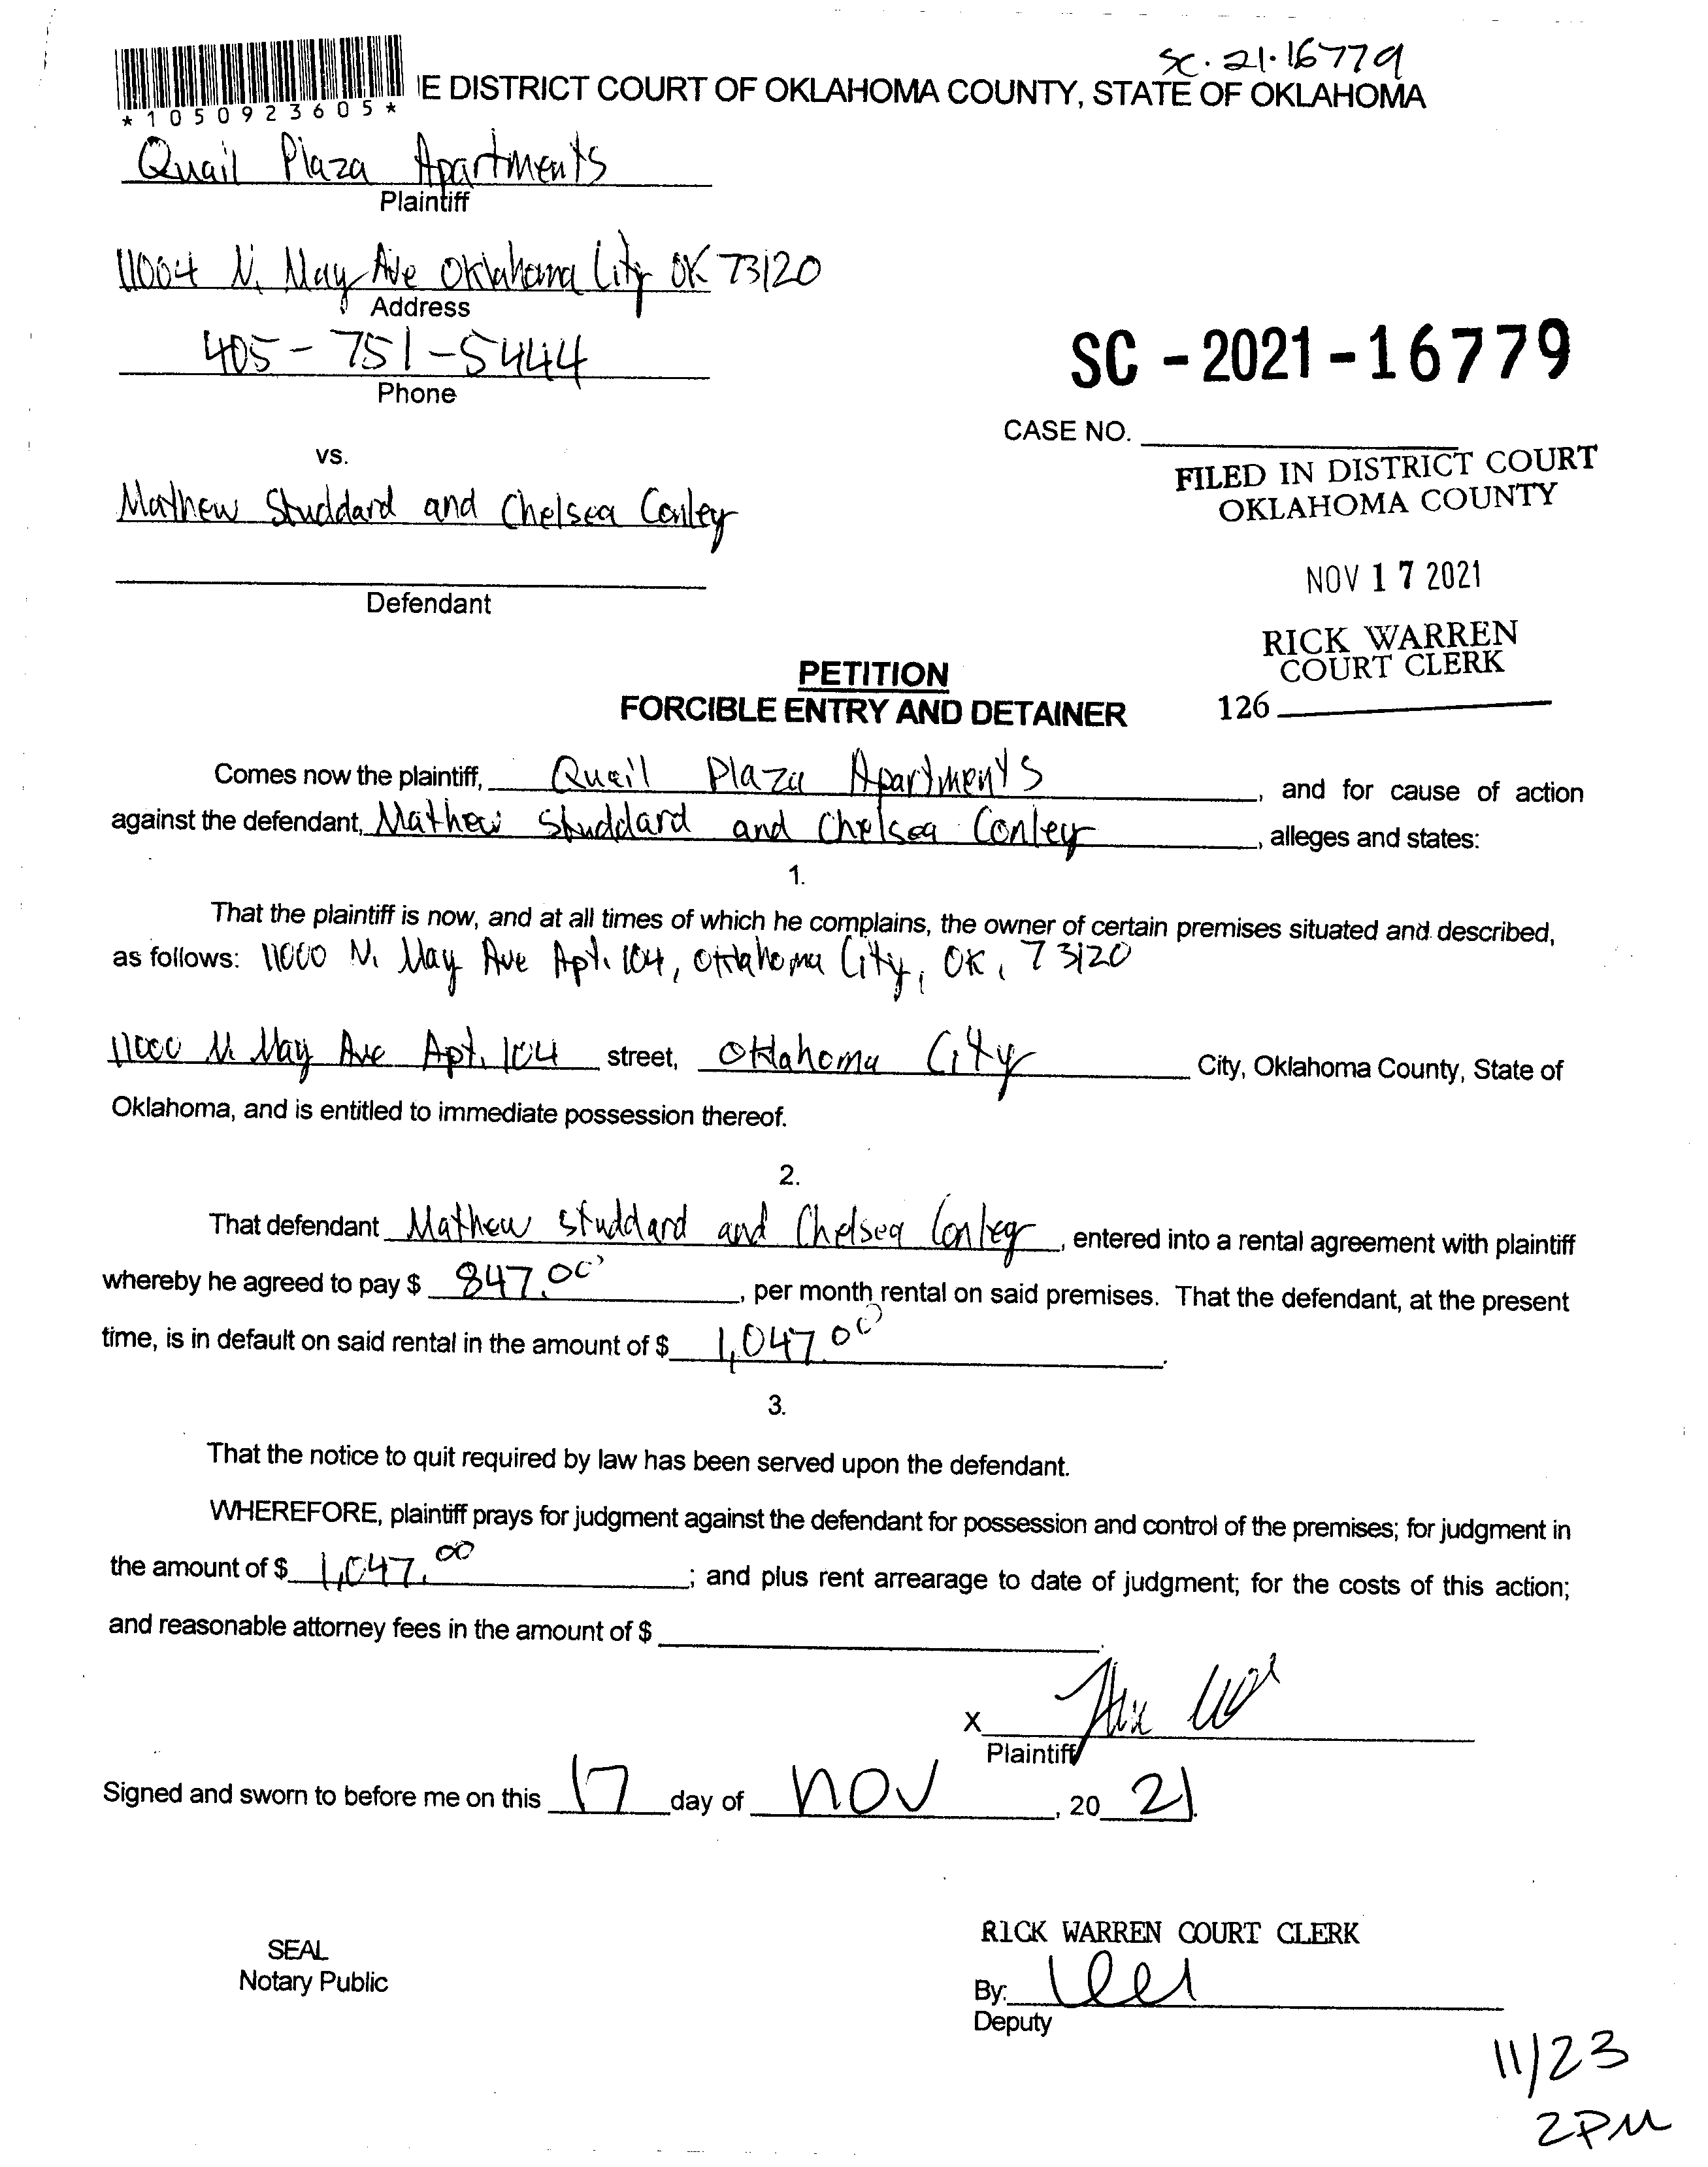 SC-21-16779
E DISTRICT COURT OF OKLAHOMA COUNTY, STATE OF OKLAHOMA
*1050923605*
Quail Plaza Apartments
Plaintiff
11004 N. May Ave Oklahoma City OK 73120
Address
405-751-5444
Phone
SC-2021-16779
CASE NO.
vs.
FILED IN DISTRICT COURT
OKLAHOMA COUNTY
Mathew Studdard and Chelsea Conley
Defendant
NOV 17 2021
RICK WARREN
COURT CLERK
126
PETITION
FORCIBLE ENTRY AND DETAINER
Comes now the plaintiff, Quail Plaza Apartments, and for cause of action
against the defendant, Mathew Studdard and Chelsea Conley, alleges and states:
1.
That the plaintiff is now, and at all times of which he complains, the owner of certain premises situated and described,
as follows: 11000 N. May Ave Apt. 104, Oklahoma City, OK, 73120
11000 N. May Ave Apt. 104 street, Oklahoma City City, Oklahoma County, State of
Oklahoma, and is entitled to immediate possession thereof.
2.
That defendant Mathew Studdard and Chelsea Conley, entered into a rental agreement with plaintiff
whereby he agreed to pay $ 847.00, per month rental on said premises. That the defendant, at the present
time, is in default on said rental in the amount of $ 1,047.00.
3.
That the notice to quit required by law has been served upon the defendant.
WHEREFORE, plaintiff prays for judgment against the defendant for possession and control of the premises; for judgment in
the amount of $ 1,047.00; and plus rent arrearage to date of judgment; for the costs of this action;
and reasonable attorney fees in the amount of $
X
Plaintiff
Signed and sworn to before me on this 17 day of NOV, 20 21.
SEAL
Notary Public
RICK WARREN COURT CLERK
By:
Deputy
11/23
2PM